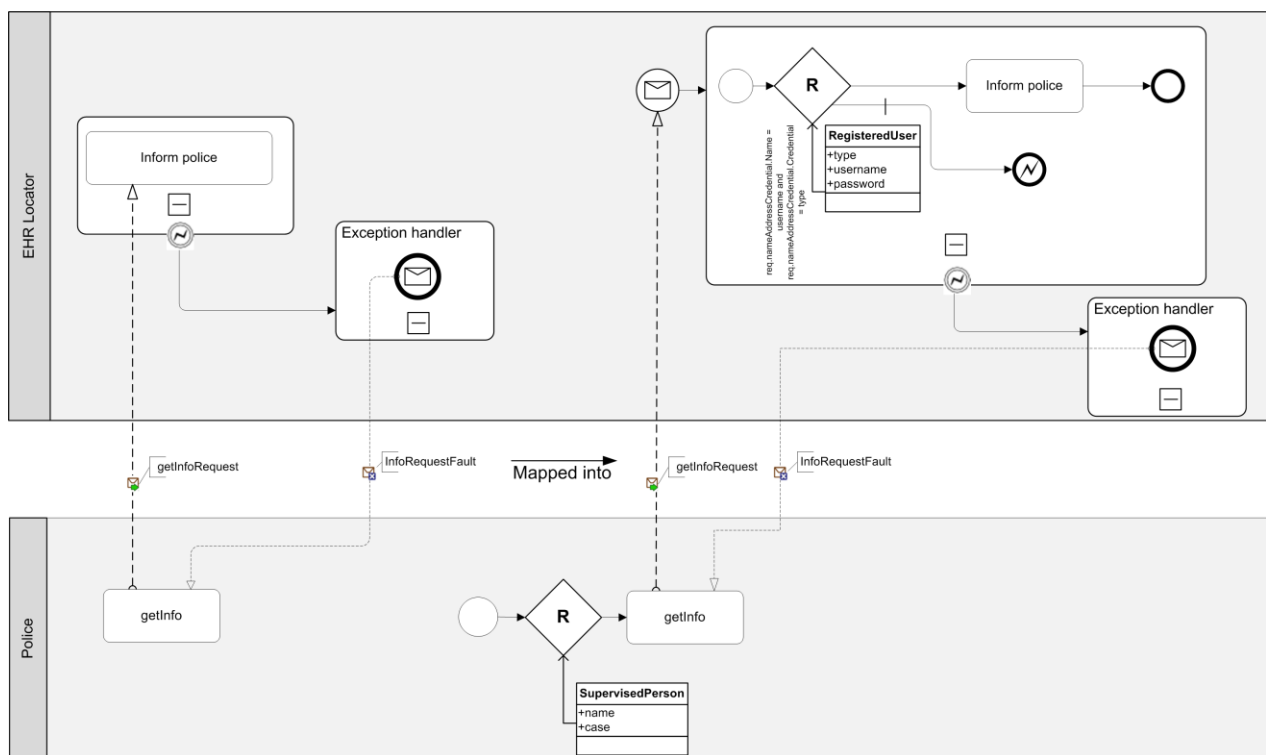 EHR Locator
Inform police
Exception handler
R
Inform police
RegisteredUser
+type
+username
+password
req.nameAddressCredential.Name =
username and
req.nameAddressCredential.Credential
= type
Exception handler
getInfoRequest
InfoRequestFault
Mapped into
getInfoRequest
InfoRequestFault
Police
getInfo
R
getInfo
SupervisedPerson
+name
+case